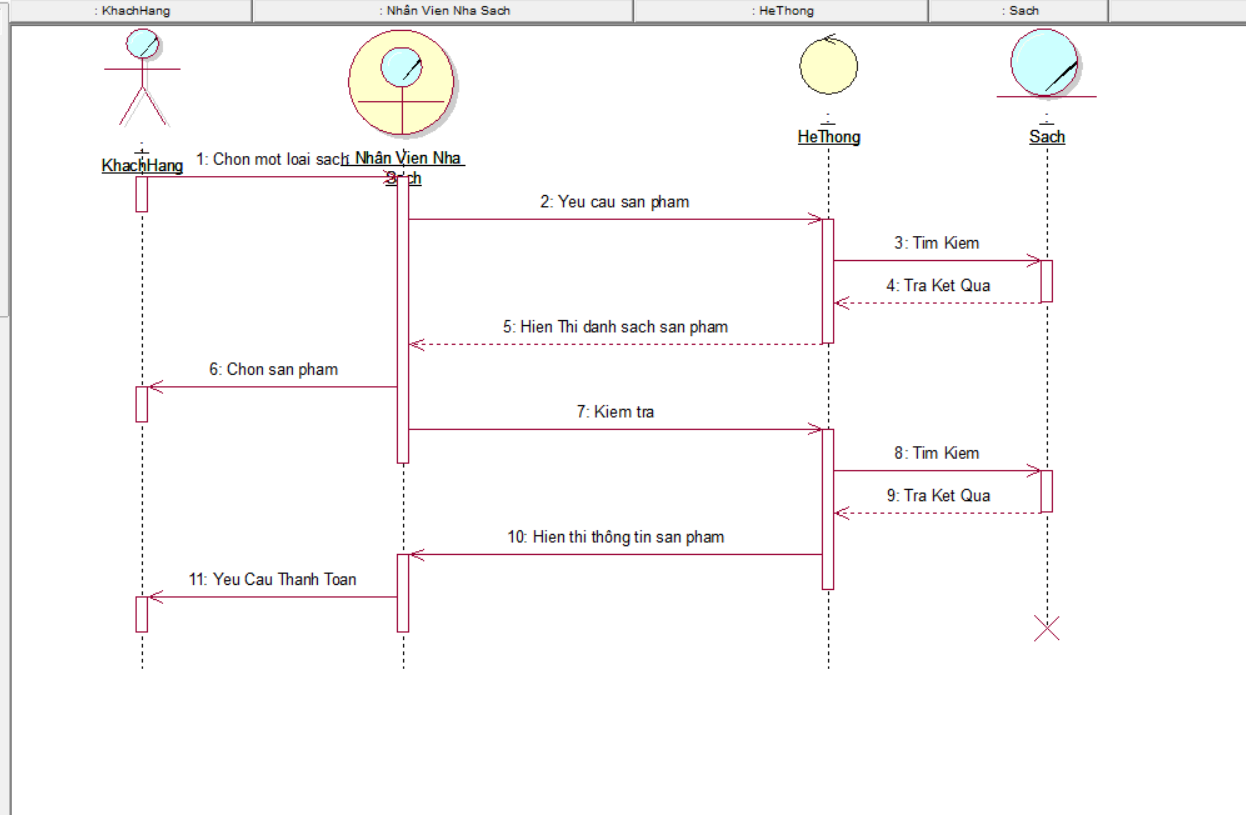 : KhachHang : Nhân Vien Nha Sach : HeThong : Sach
: HeThong
: Sach
: KhachHang
1: Chon mot loai sach
: Nhân Vien Nha
Sach
2: Yeu cau san pham
3: Tim Kiem
4: Tra Ket Qua
5: Hien Thi danh sach san pham
6: Chon san pham
7: Kiem tra
8: Tim Kiem
9: Tra Ket Qua
10: Hien thi thông tin san pham
11: Yeu Cau Thanh Toan